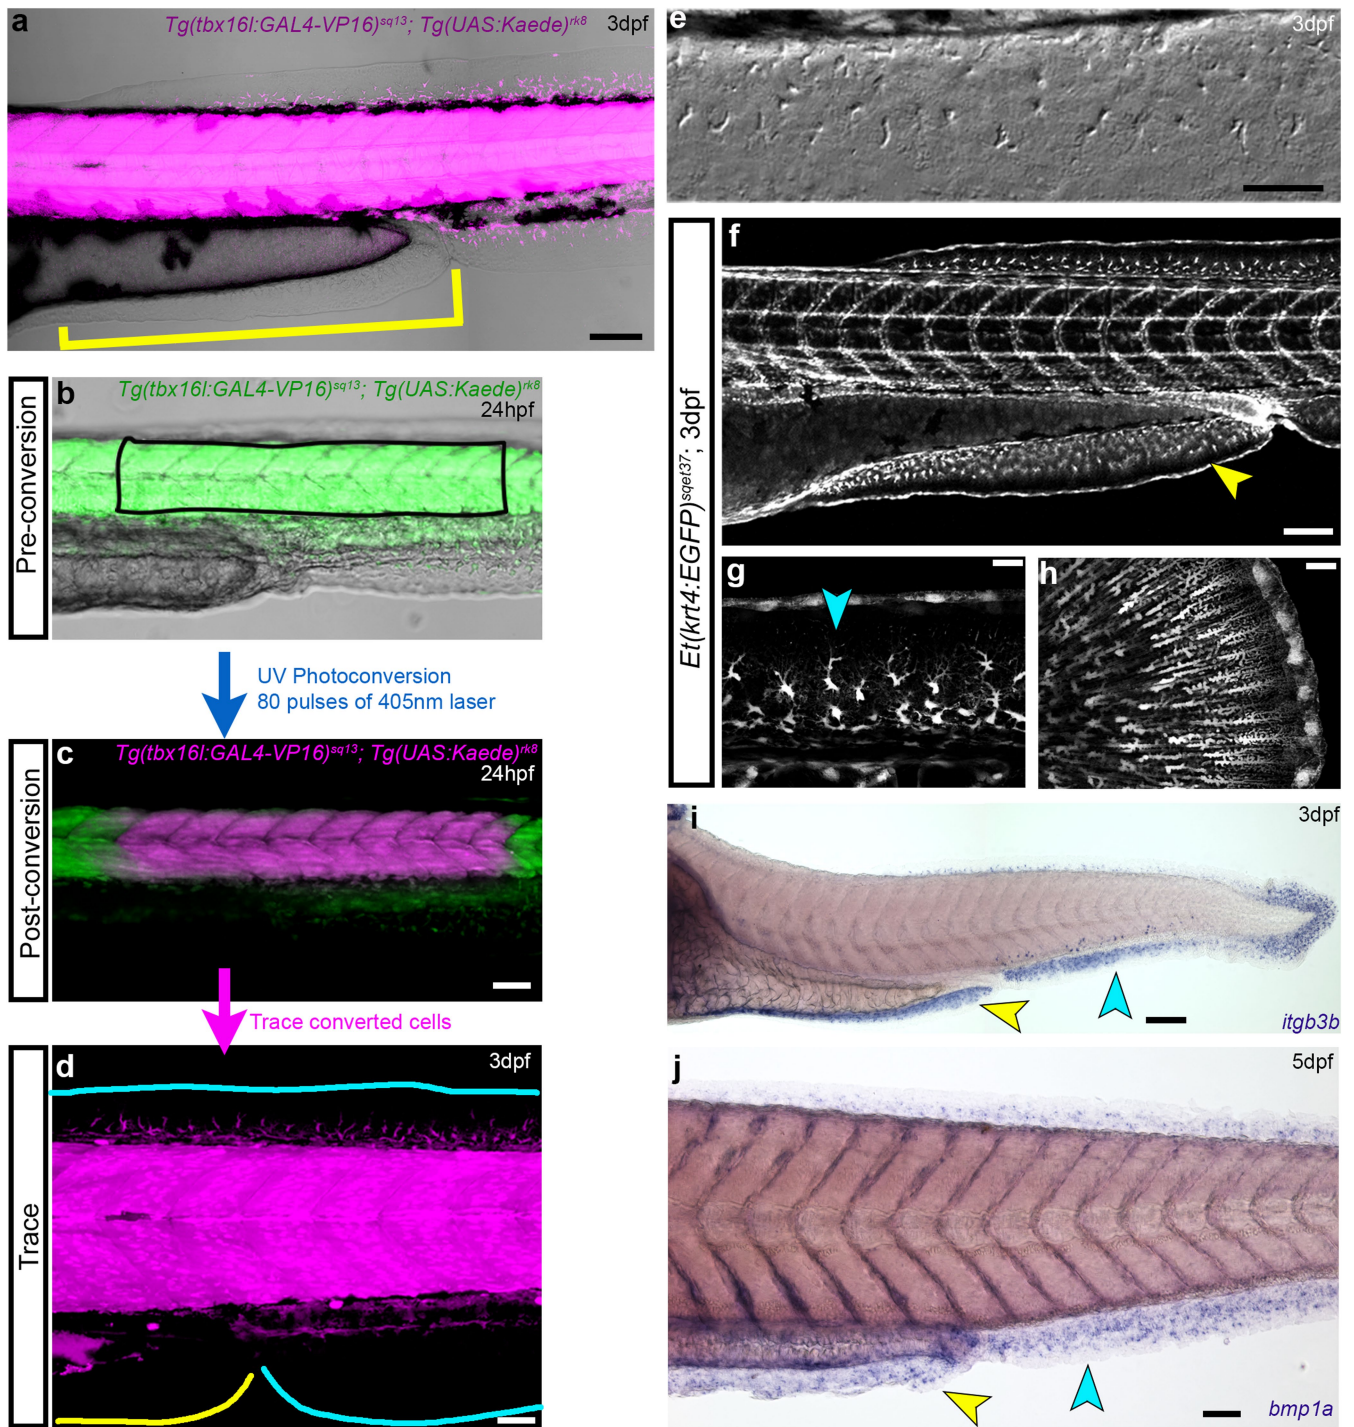 a
Tg(tbx16l:GAL4-VP16)sq13; Tg(UAS:Kaede)rk8
3dpf
Pre-conversion
b
Tg(tbx16l:GAL4-VP16)sq13; Tg(UAS:Kaede)rk8
24hpf
UV Photoconversion
80 pulses of 405nm laser
Post-conversion
c
Tg(tbx16l:GAL4-VP16)sq13; Tg(UAS:Kaede)rk8
24hpf
Trace converted cells
Trace
d
3dpf
e
3dpf
Et(krt4:EGFP)sqet37; 3dpf
f
g
h
i
3dpf
itgb3b
j
5dpf
bmp1a